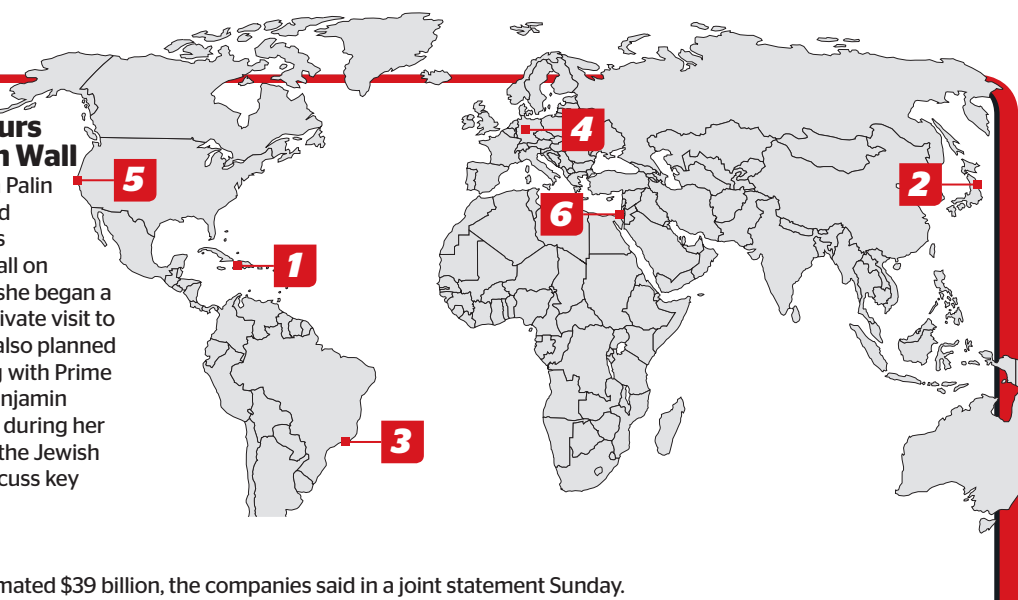 urs
n Wall
Palin
d
s
all on
she began a
ivate visit to
also planned
g with Prime
njamin
during her
the Jewish
cuss key
4
5
2
6
1
3
mated $39 billion, the companies said in a joint statement Sunday.